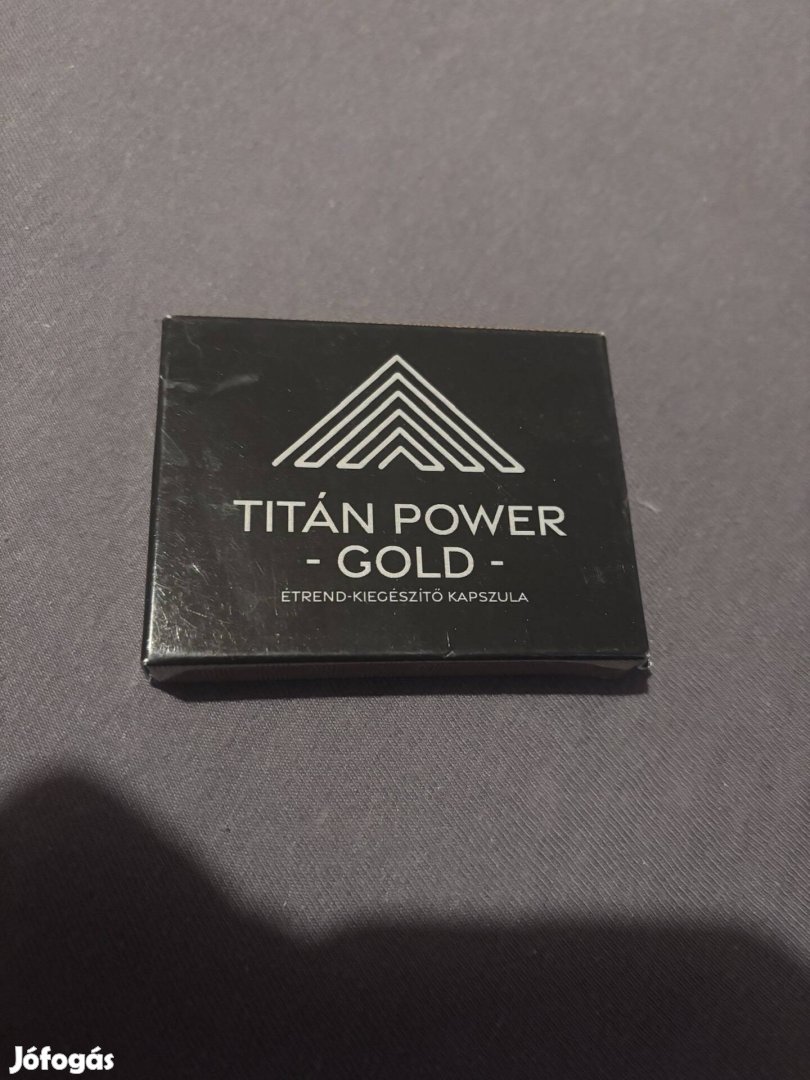 TITÁN POWER
- GOLD -
ÉTREND-KIEGÉSZÍTŐ KAPSZULA
Jófogás